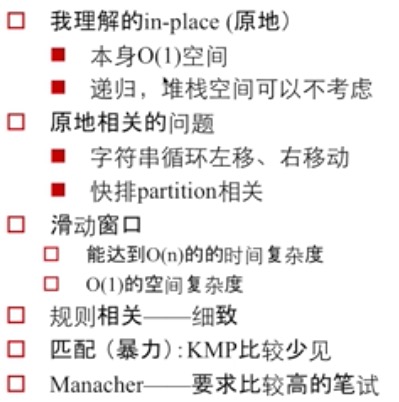 我理解的in-place (原地)
本身O(1)空间
递归，堆栈空间可以不考虑
原地相关的问题
字符串循环左移、右移动
快排partition相关
滑动窗口
能达到O(n)的的时间复杂度
O(1)的空间复杂度
规则相关——细致
匹配（暴力）: KMP比较少见
Manacher——要求比较高的笔试